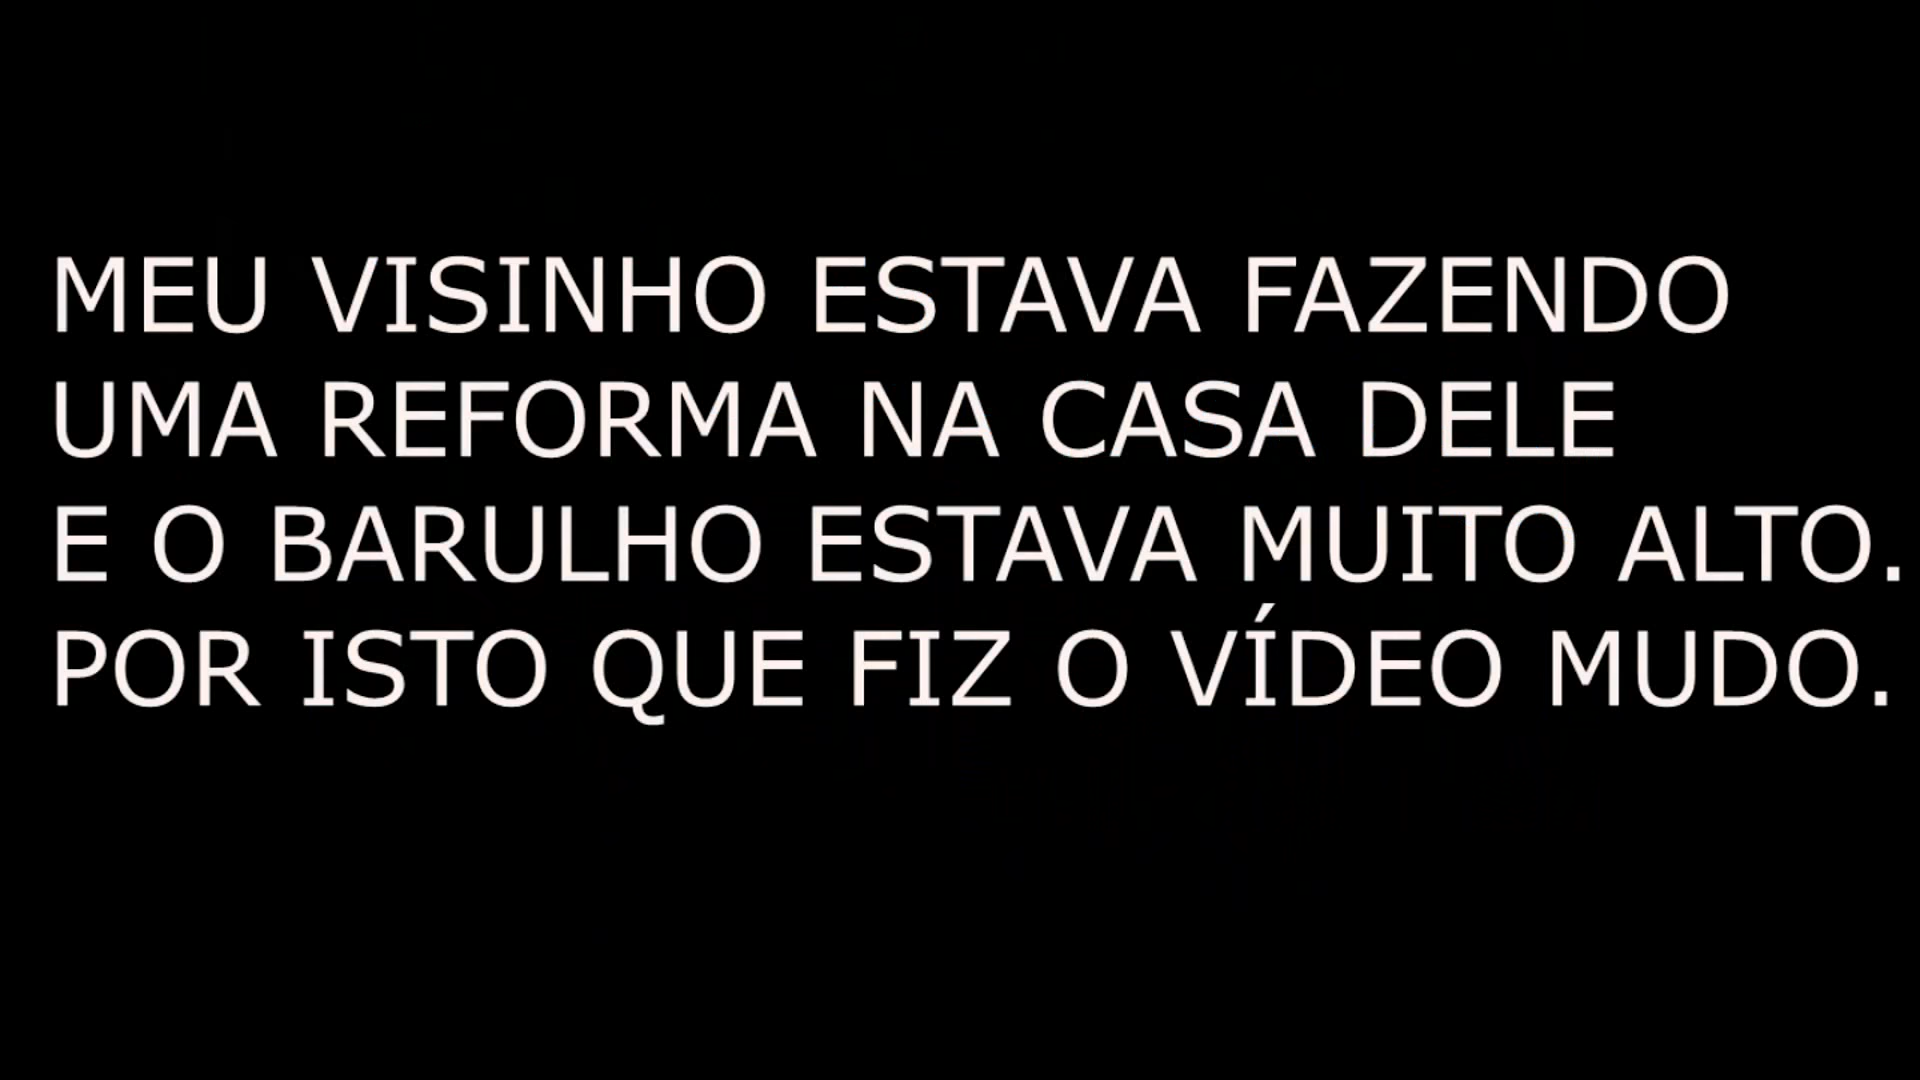 MEU VISINHO ESTAVA FAZENDO
UMA REFORMA NA CASA DELE
E O BARULHO ESTAVA MUITO ALTO.
POR ISTO QUE FIZ O VÍDEO MUDO.